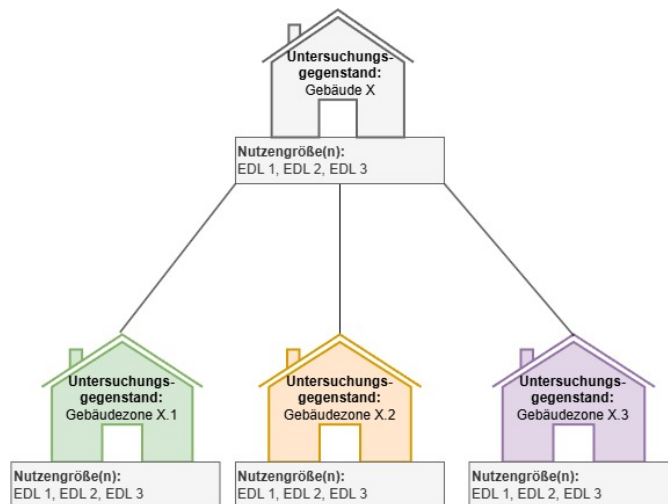 Untersuchungs-
gegenstand:
Gebäude X
Nutzengröße(n):
EDL 1, EDL 2, EDL 3
Untersuchungs-
gegenstand:
Gebäudezone X.1
Nutzengröße(n):
EDL 1, EDL 2, EDL 3
Untersuchungs-
gegenstand:
Gebäudezone X.2
Nutzengröße(n):
EDL 1, EDL 2, EDL 3
Untersuchungs-
gegenstand:
Gebäudezone X.3
Nutzengröße(n):
EDL 1, EDL 2, EDL 3